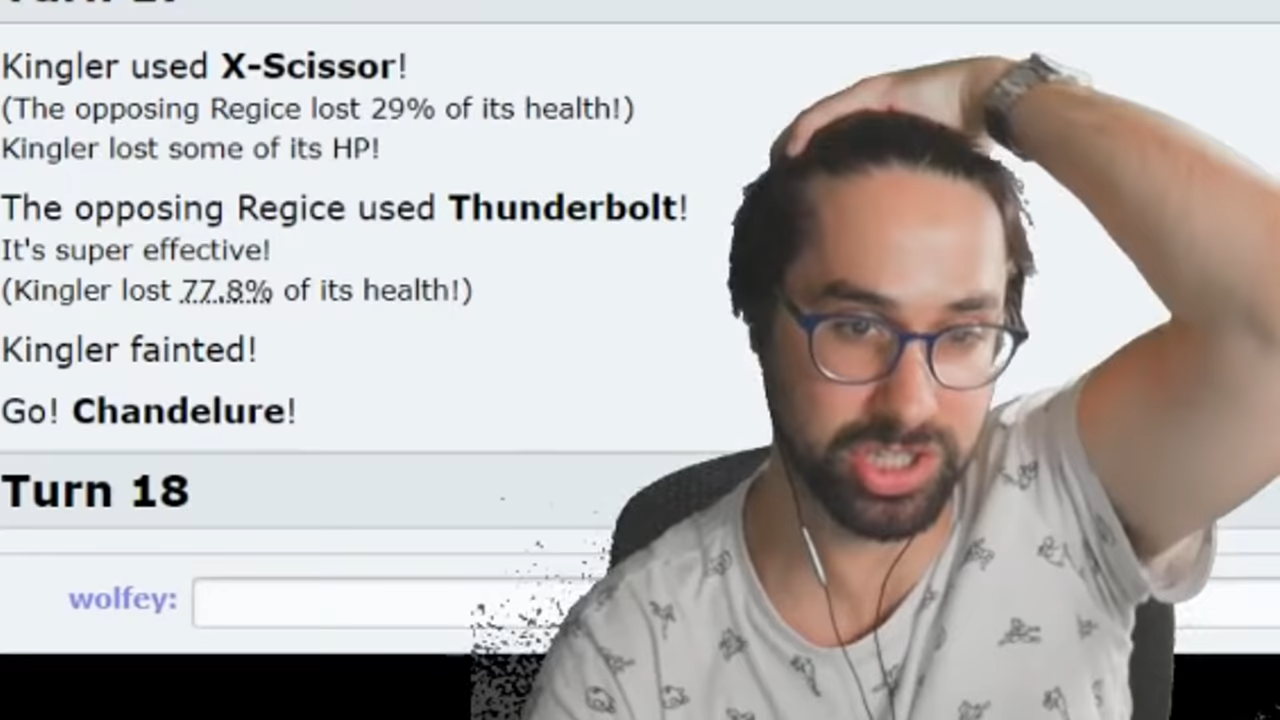 Kingler used X-Scissor!
(The opposing Regice lost 29% of its health!)
Kingler lost some of its HP!
The opposing Regice used Thunderbolt!
It's super effective!
(Kingler lost 77.8% of its health!)
Kingler fainted!
Go! Chandelure!
Turn 18
wolfey: